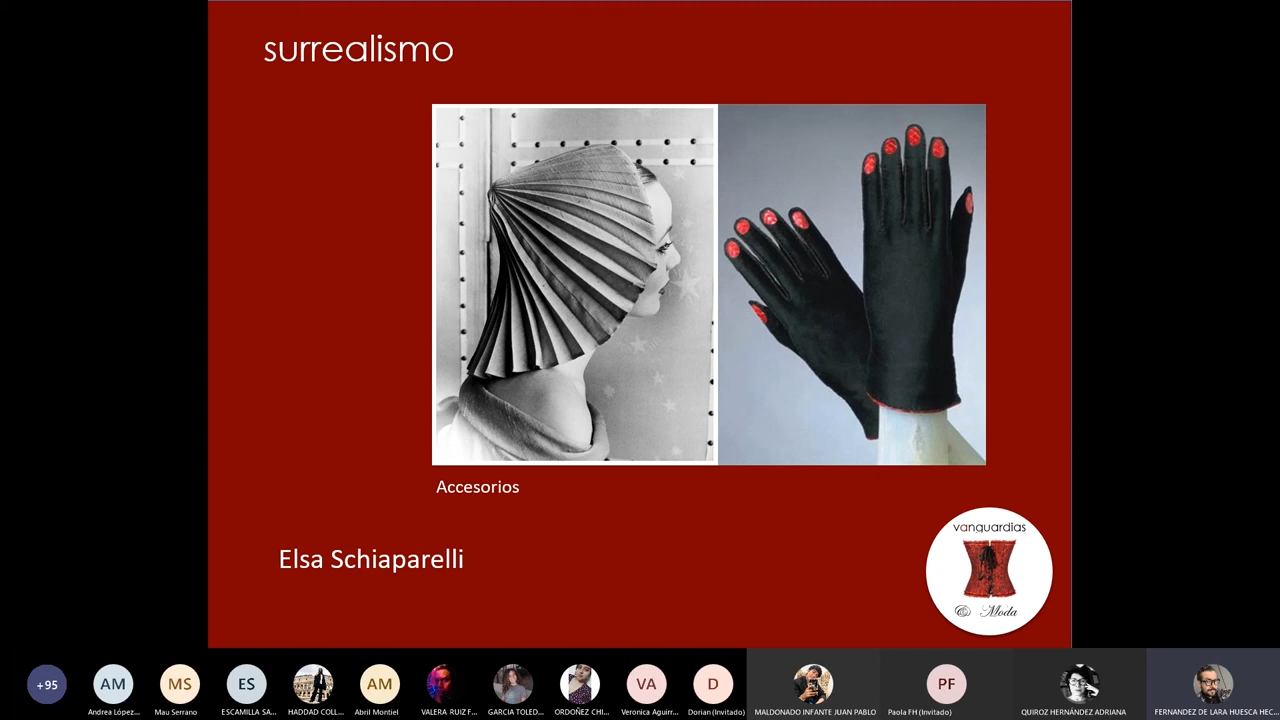 surrealismo
Accesorios
Elsa Schiaparelli
vanguardias
& Moda
+95
AM
MS
ES
AM
VA
D
PF
Andrea López...
Mau Serrano
ESCAMILLA SA...
HADDAD COLL...
Abril Montiel
VALERA RUIZ F...
GARCIA TOLED...
ORDOÑEZ CHI...
Veronica Aguirr...
Dorian (Invitado)
MALDONADO INFANTE JUAN PABLO
Paola FH (Invitado)
QUIROZ HERNÁNDEZ ADRIANA
FERNANDEZ DE LARA HUESCA HEC...